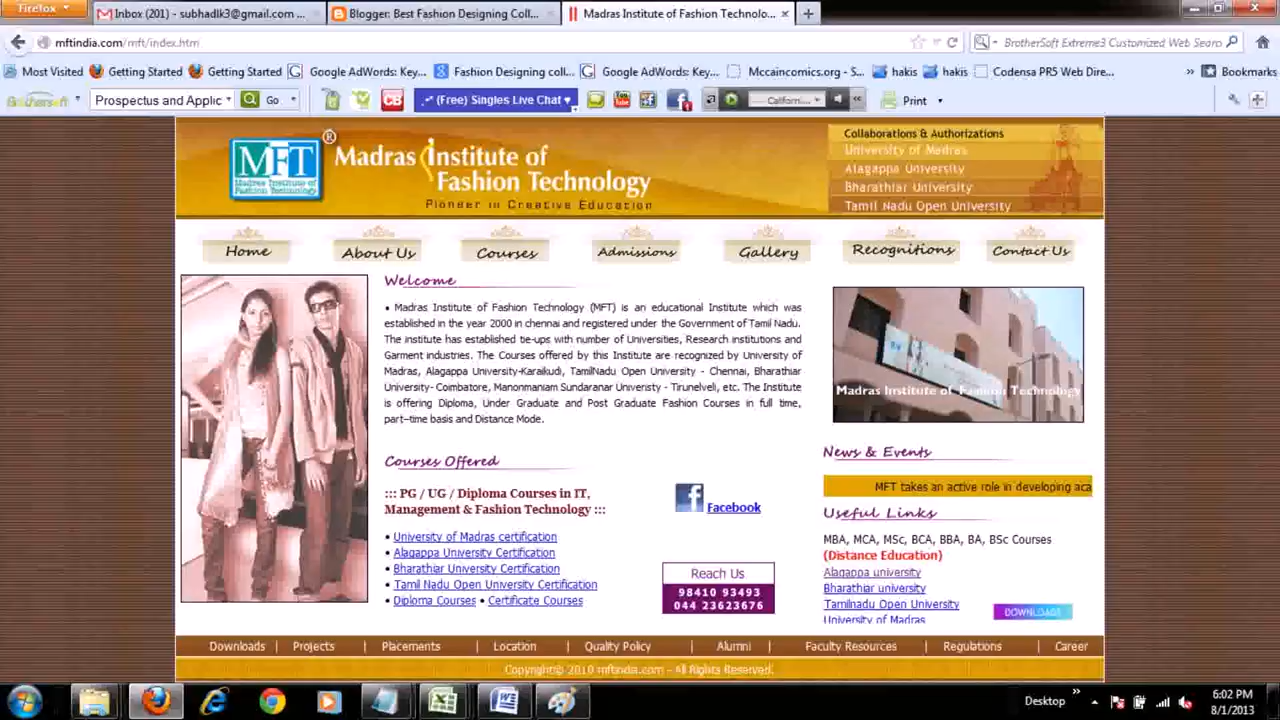 Firefox
Inbox (201) - subhadlk3@gmail.com ...
Blogger: Best Fashion Designing Coll...
Madras Institute of Fashion Technolo...
mftindia.com/mft/index.htm
BrotherSoft Extreme3 Customized Web Searc
Most Visited
Getting Started
Getting Started
Google AdWords: Key...
Fashion Designing coll...
Google AdWords: Key...
Mccaincomics.org - S...
hakis
hakis
Codensa PR5 Web Dire...
Bookmarks
Prospectus and Applic
Go
CB
(Free) Singles Live Chat
Print
MFT
Madras Institute of
Fashion Technology
®
Madras Institute of
Fashion Technology
Pioneer in Creative Education
Collaborations & Authorizations
University of Madras
Alagappa University
Bharathiar University
Tamil Nadu Open University
Home
About Us
Courses
Admissions
Gallery
Recognitions
Contact Us
Welcome
• Madras Institute of Fashion Technology (MFT) is an educational Institute which was
established in the year 2000 in chennai and registered under the Government of Tamil Nadu.
The institute has established tie-ups with number of Universities, Research institutions and
Garment industries. The Courses offered by this Institute are recognized by University of
Madras, Alagappa University-Karaikudi, TamilNadu Open University - Chennai, Bharathiar
University- Coimbatore, Manonmaniam Sundaranar Univeristy - Tirunelveli, etc. The Institute
is offering Diploma, Under Graduate and Post Graduate Fashion Courses in full time,
part–time basis and Distance Mode.
Madras Institute of Fashion Technology
Courses Offered
::: PG / UG / Diploma Courses in IT,
Management & Fashion Technology :::
• University of Madras certification
• Alagappa University Certification
• Bharathiar University Certification
• Tamil Nadu Open University Certification
• Diploma Courses • Certificate Courses
Facebook
Reach Us
98410 93493
044 23623676
News & Events
MFT takes an active role in developing aca
Useful Links
MBA, MCA, MSc, BCA, BBA, BA, BSc Courses
(Distance Education)
Alagappa university
Bharathiar university
Tamilnadu Open University
University of Madras
DOWNLOADS
Downloads | Projects | Placements | Location | Quality Policy | Alumni | Faculty Resources | Regulations | Career
Copyright© 2010 mftindia.com - All Rights Reserved.
Desktop
6:02 PM
8/1/2013